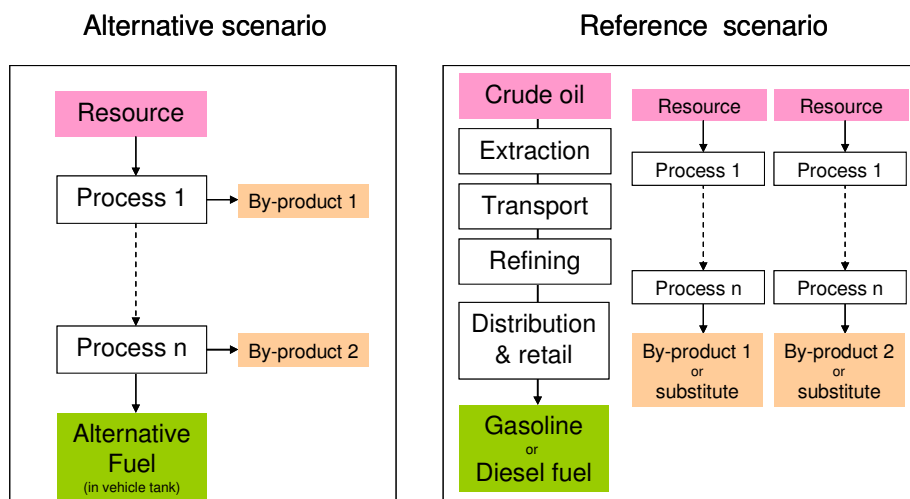 Alternative scenario
Resource
Process 1
By-product 1
Process n
By-product 2
Alternative
Fuel
(in vehicle tank)
Reference scenario
Crude oil
Extraction
Transport
Refining
Distribution
& retail
Gasoline
or
Diesel fuel
Resource
Process 1
Process n
By-product 1
or
substitute
Resource
Process 1
Process n
By-product 2
or
substitute